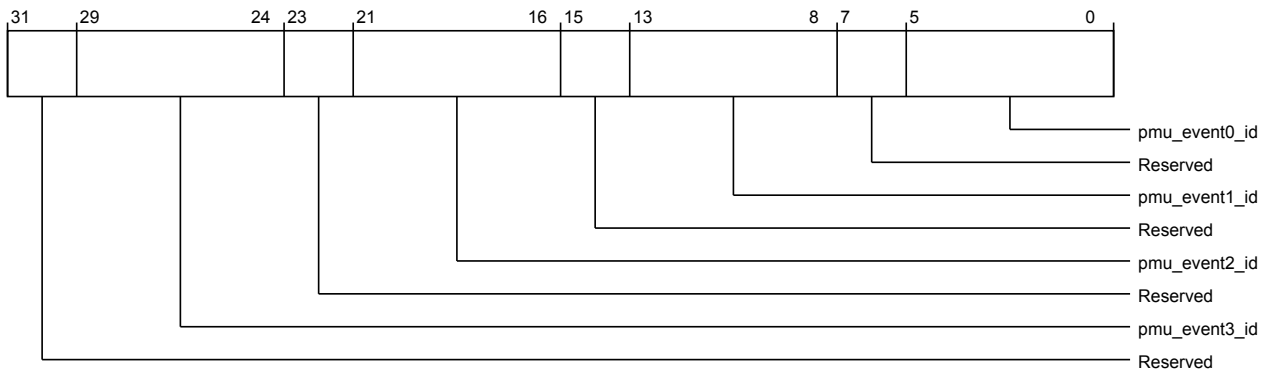 31 29 24 23 21 16 15 13 8 7 5 0
pmu_event0_id
Reserved
pmu_event1_id
Reserved
pmu_event2_id
Reserved
pmu_event3_id
Reserved